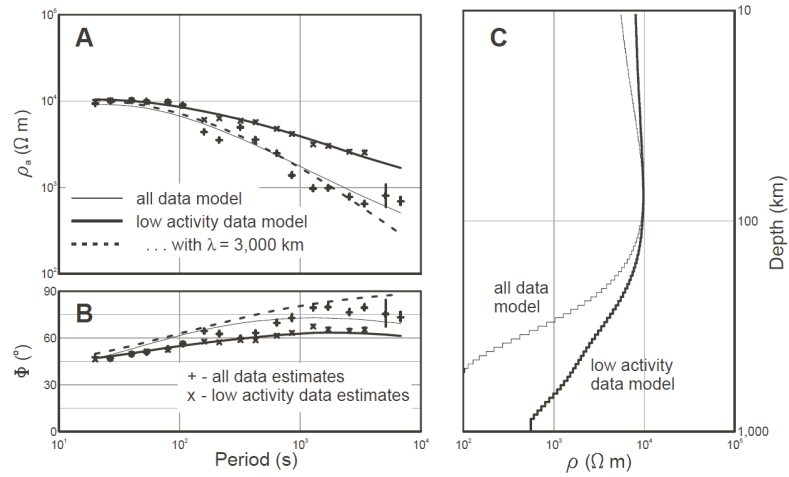 A
10⁵
10⁴
10³
10²
ρₐ (Ω m)
all data model
low activity data model
. . . with λ = 3,000 km
B
90
60
30
0
Φ (°)
+ - all data estimates
x - low activity data estimates
10¹
10²
10³
10⁴
Period (s)
C
10
100
1,000
Depth (km)
all data
model
low activity
data model
10²
10³
10⁴
10⁵
ρ (Ω m)